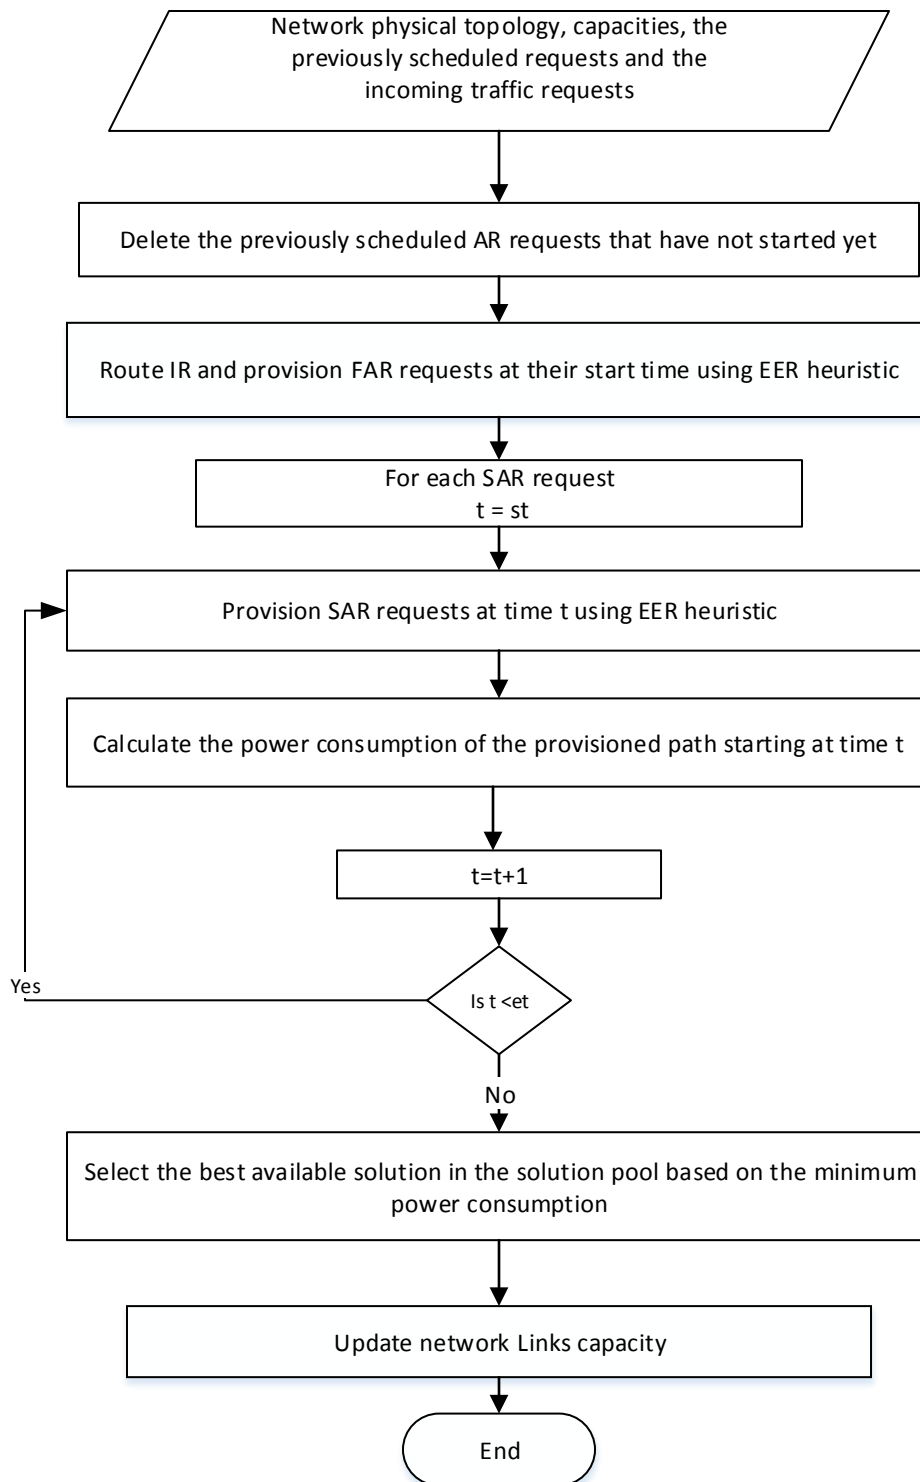 Network physical topology, capacities, the
previously scheduled requests and the
incoming traffic requests
Delete the previously scheduled AR requests that have not started yet
Route IR and provision FAR requests at their start time using EER heuristic
For each SAR request
t = st
Provision SAR requests at time t using EER heuristic
Calculate the power consumption of the provisioned path starting at time t
t=t+1
Is t <et
Yes
No
Select the best available solution in the solution pool based on the minimum
power consumption
Update network Links capacity
End